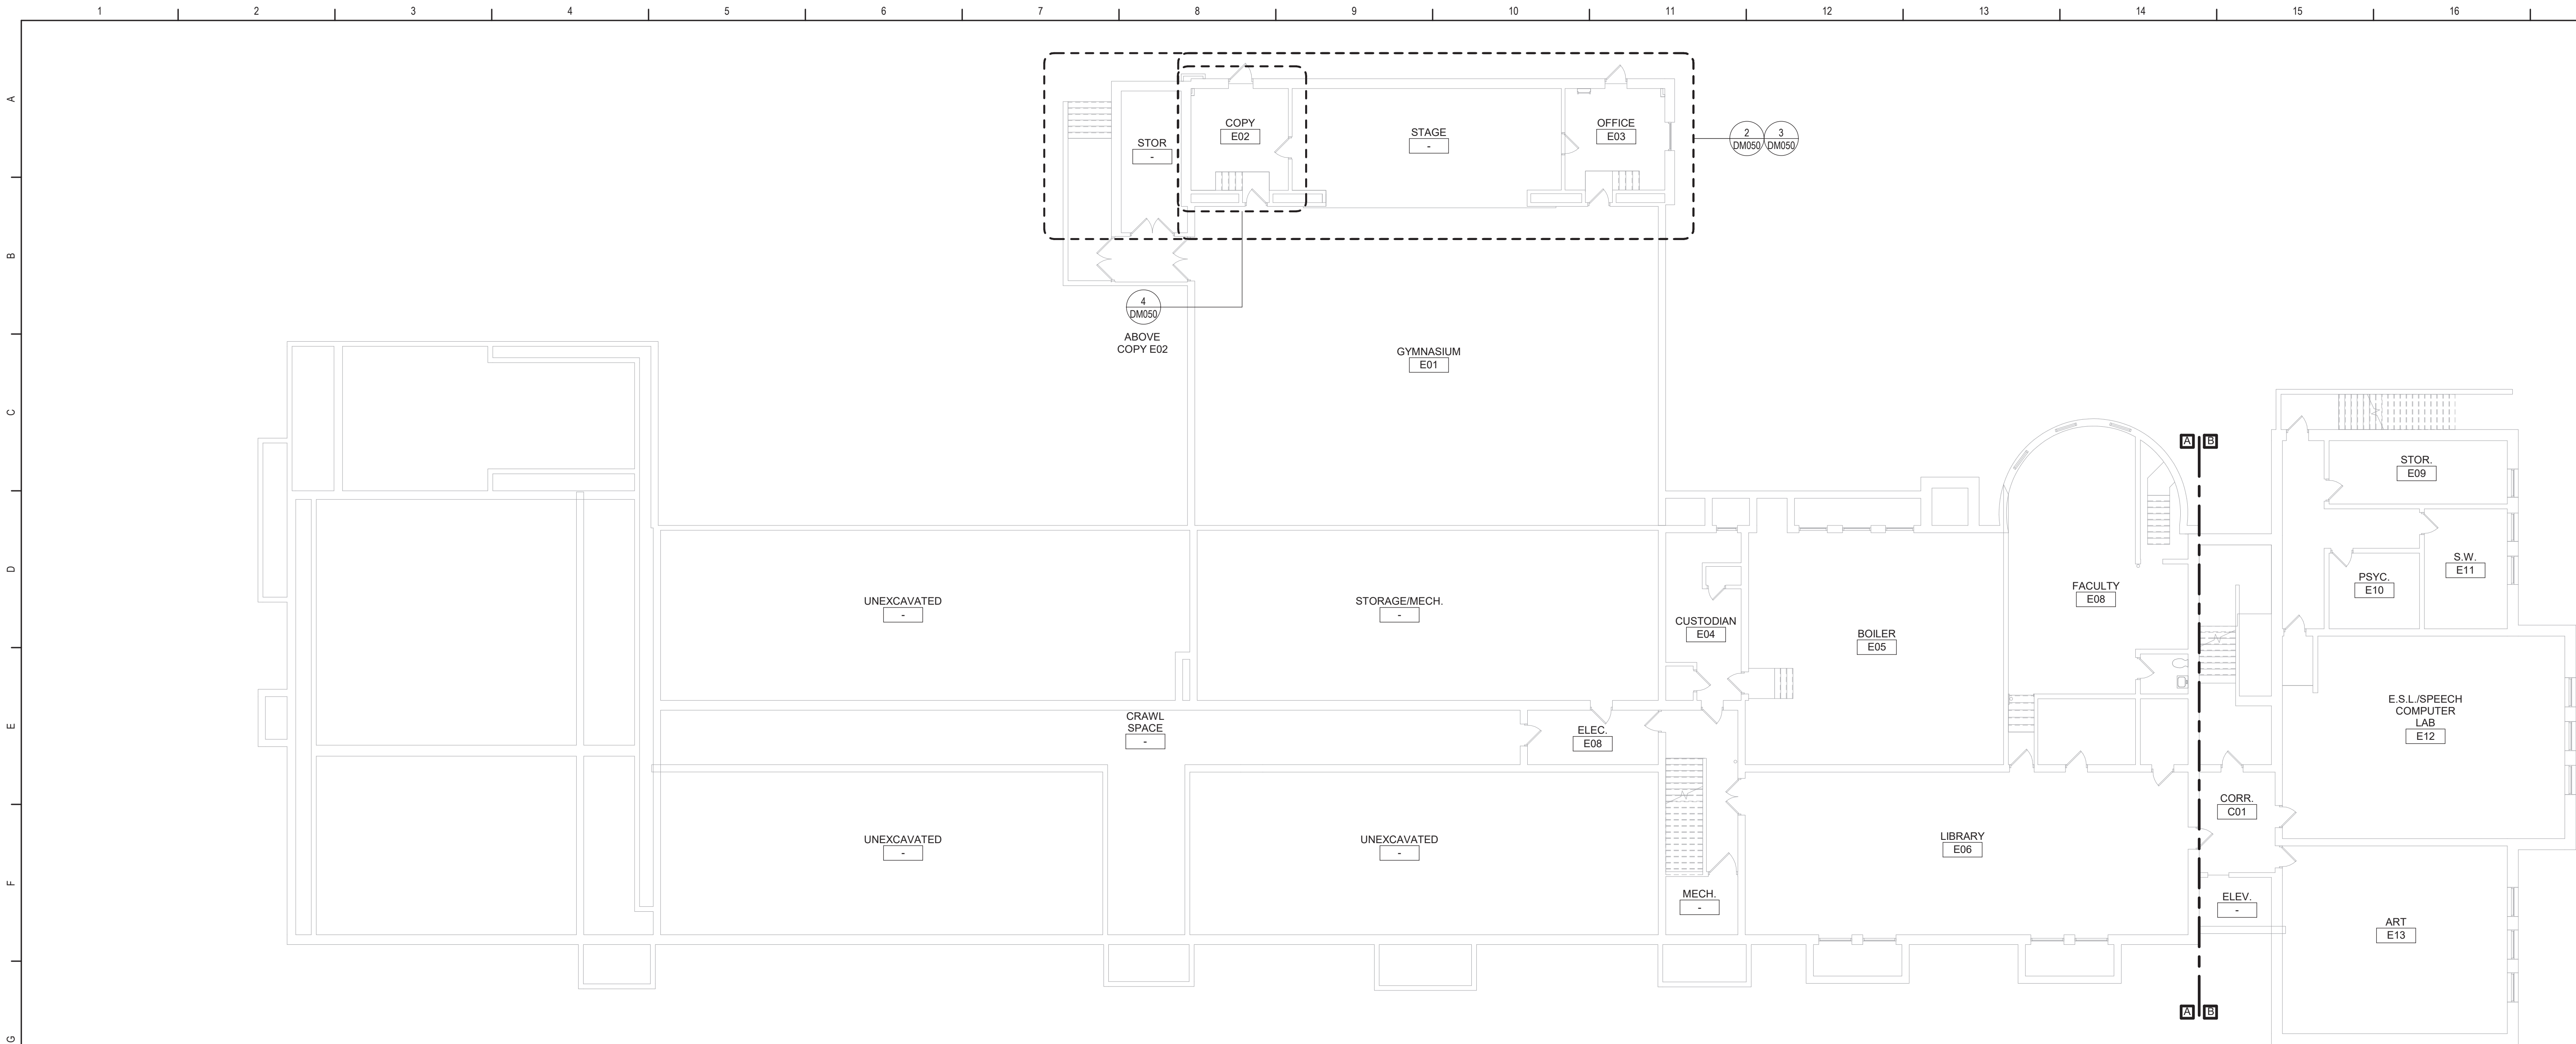 1 2 3 4 5 6 7 8 9 10 11 12 13 14 15 16
A
B
C
D
E
F
G
STOR
-
COPY
E02
STAGE
-
OFFICE
E03
2
DM050
3
DM050
4
DM050
ABOVE
COPY E02
GYMNASIUM
E01
A B
STOR.
E09
S.W.
E11
PSYC.
E10
UNEXCAVATED
-
STORAGE/MECH.
-
CUSTODIAN
E04
BOILER
E05
FACULTY
E08
CRAWL
SPACE
-
ELEC.
E08
E.S.L./SPEECH
COMPUTER
LAB
E12
CORR.
C01
UNEXCAVATED
-
UNEXCAVATED
-
LIBRARY
E06
MECH.
-
ELEV.
-
ART
E13
A B